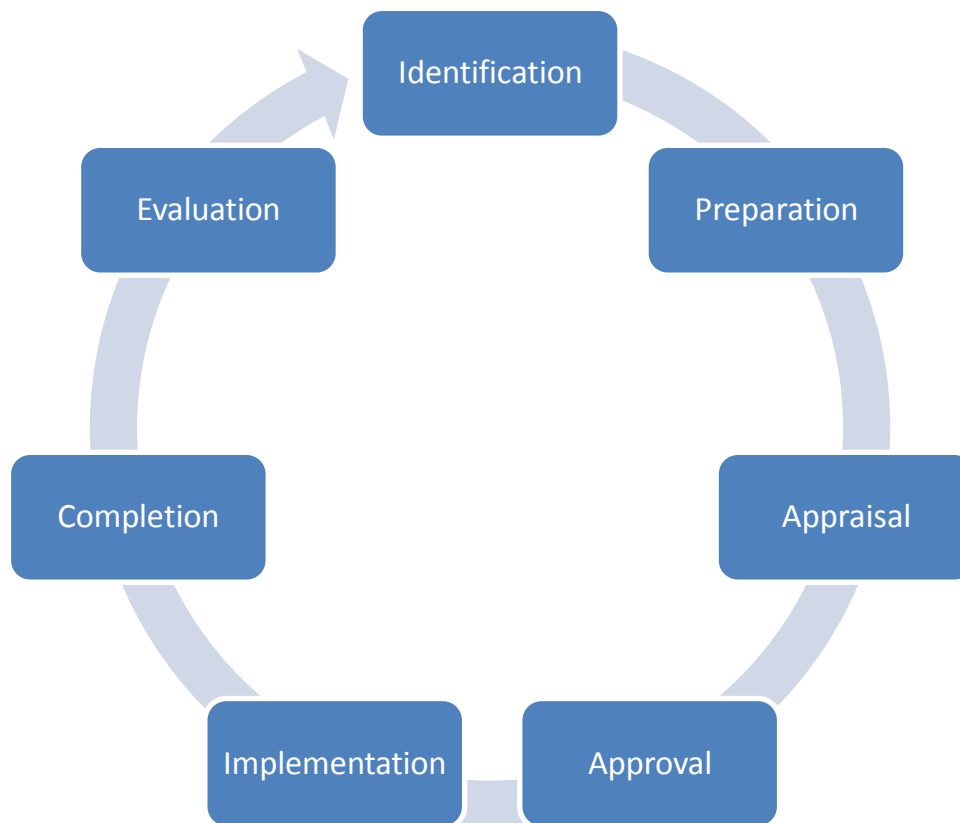 Identification
Preparation
Appraisal
Approval
Implementation
Completion
Evaluation